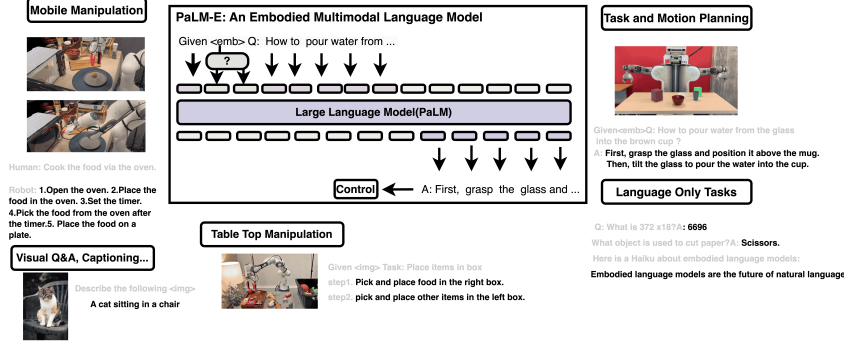 Mobile Manipulation
Human: Cook the food via the oven.
Robot: 1.Open the oven. 2.Place the
food in the oven. 3.Set the timer.
4.Pick the food from the oven after
the timer.5. Place the food on a
plate.
Visual Q&A, Captioning...
Describe the following <img>
A cat sitting in a chair
PaLM-E: An Embodied Multimodal Language Model
Given <emb> Q: How to pour water from ...
?
Large Language Model(PaLM)
Control
A: First, grasp the glass and ...
Table Top Manipulation
Given <img> Task: Place items in box
step1. Pick and place food in the right box.
step2. pick and place other items in the left box.
Task and Motion Planning
Given<emb>Q: How to pour water from the glass
into the brown cup ?
A: First, grasp the glass and position it above the mug.
Then, tilt the glass to pour the water into the cup.
Language Only Tasks
Q: What is 372 x18?A: 6696
What object is used to cut paper?A: Scissors.
Here is a Haiku about embodied language models:
Embodied language models are the future of natural language